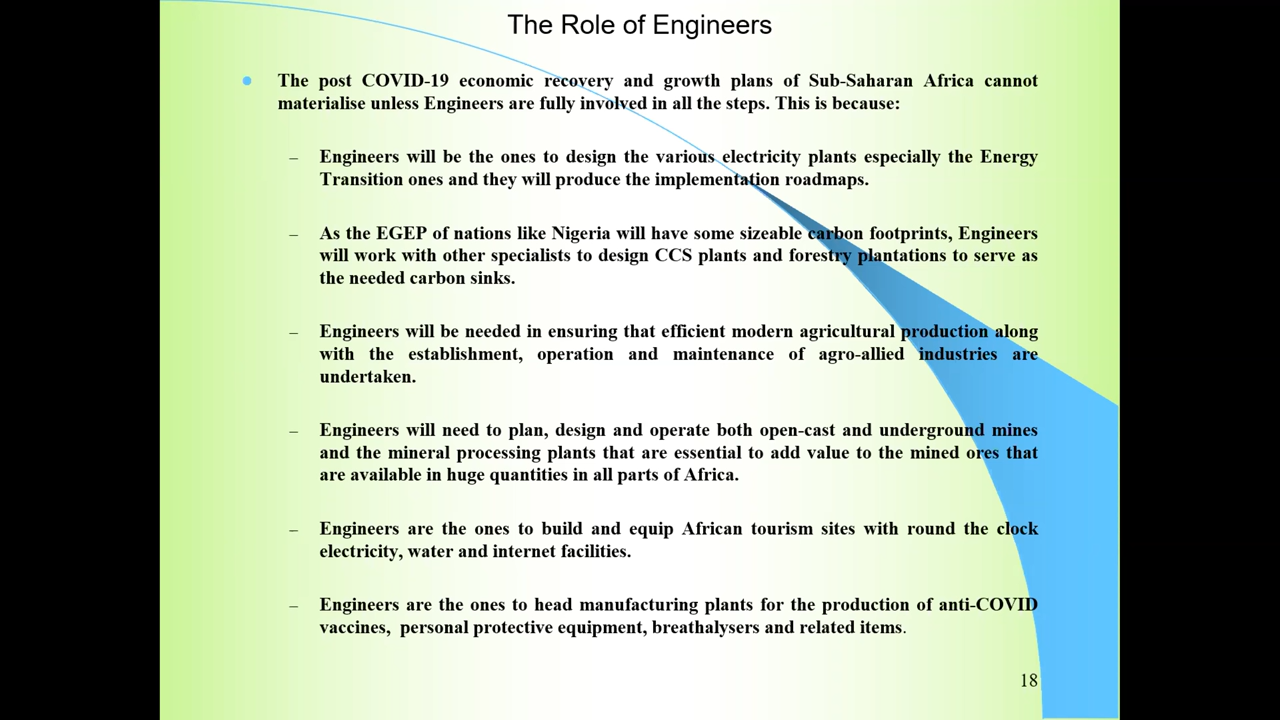 The Role of Engineers
The post COVID-19 economic recovery and growth plans of Sub-Saharan Africa cannot
materialise unless Engineers are fully involved in all the steps. This is because:
– Engineers will be the ones to design the various electricity plants especially the Energy
Transition ones and they will produce the implementation roadmaps.
– As the EGEP of nations like Nigeria will have some sizeable carbon footprints, Engineers
will work with other specialists to design CCS plants and forestry plantations to serve as
the needed carbon sinks.
– Engineers will be needed in ensuring that efficient modern agricultural production along
with the establishment, operation and maintenance of agro-allied industries are
undertaken.
– Engineers will need to plan, design and operate both open-cast and underground mines
and the mineral processing plants that are essential to add value to the mined ores that
are available in huge quantities in all parts of Africa.
– Engineers are the ones to build and equip African tourism sites with round the clock
electricity, water and internet facilities.
– Engineers are the ones to head manufacturing plants for the production of anti-COVID
vaccines, personal protective equipment, breathalysers and related items.
18